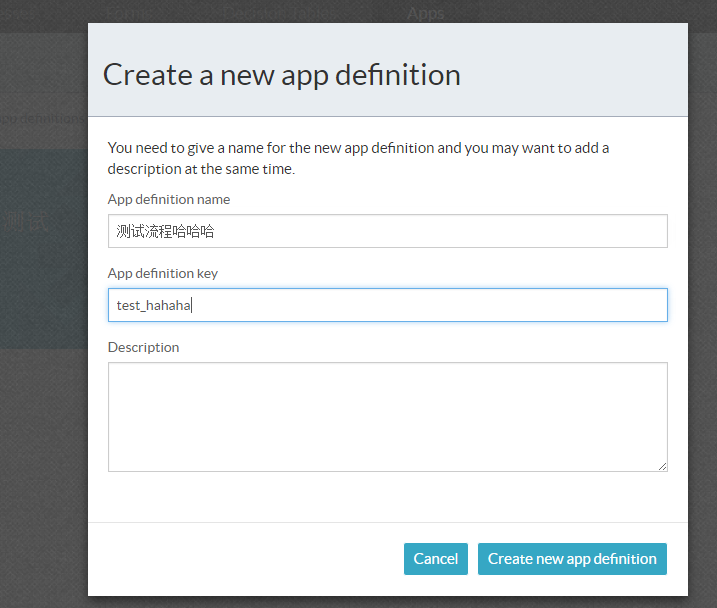 Apps
测试
Create a new app definition
You need to give a name for the new app definition and you may want to add a
description at the same time.
App definition name
测试流程哈哈哈
App definition key
test_hahaha
Description
Cancel
Create new app definition